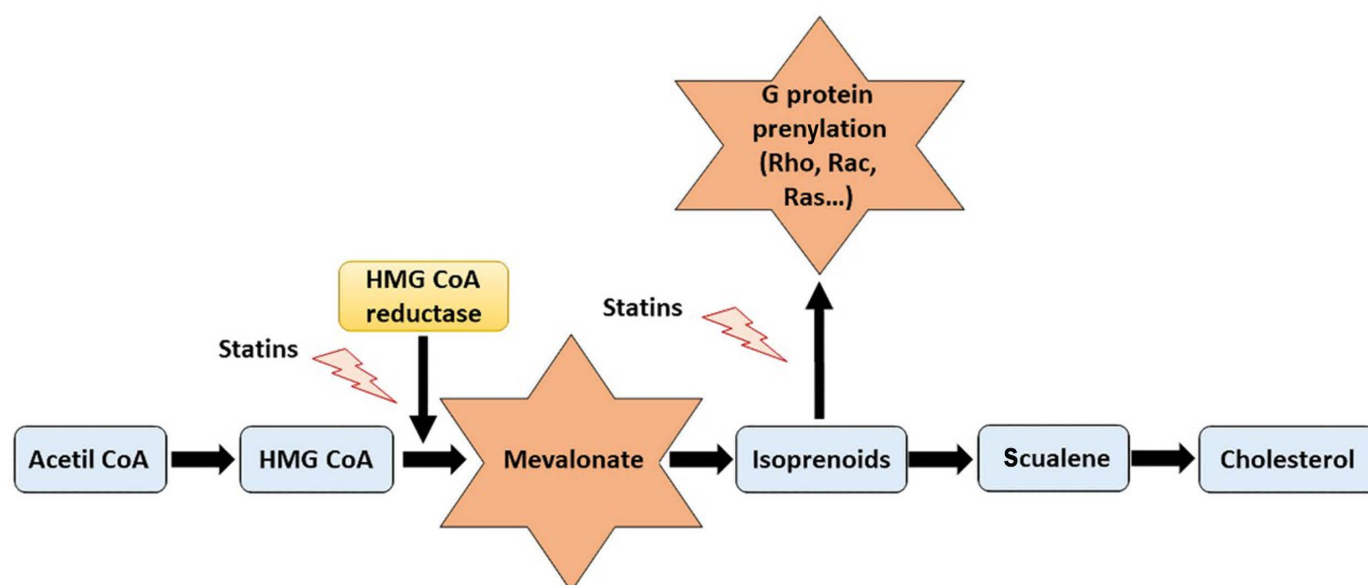 G protein
prenylation
(Rho, Rac,
Ras...)
HMG CoA
reductase
Statins
Statins
Acetil CoA
HMG CoA
Mevalonate
Isoprenoids
Scualene
Cholesterol